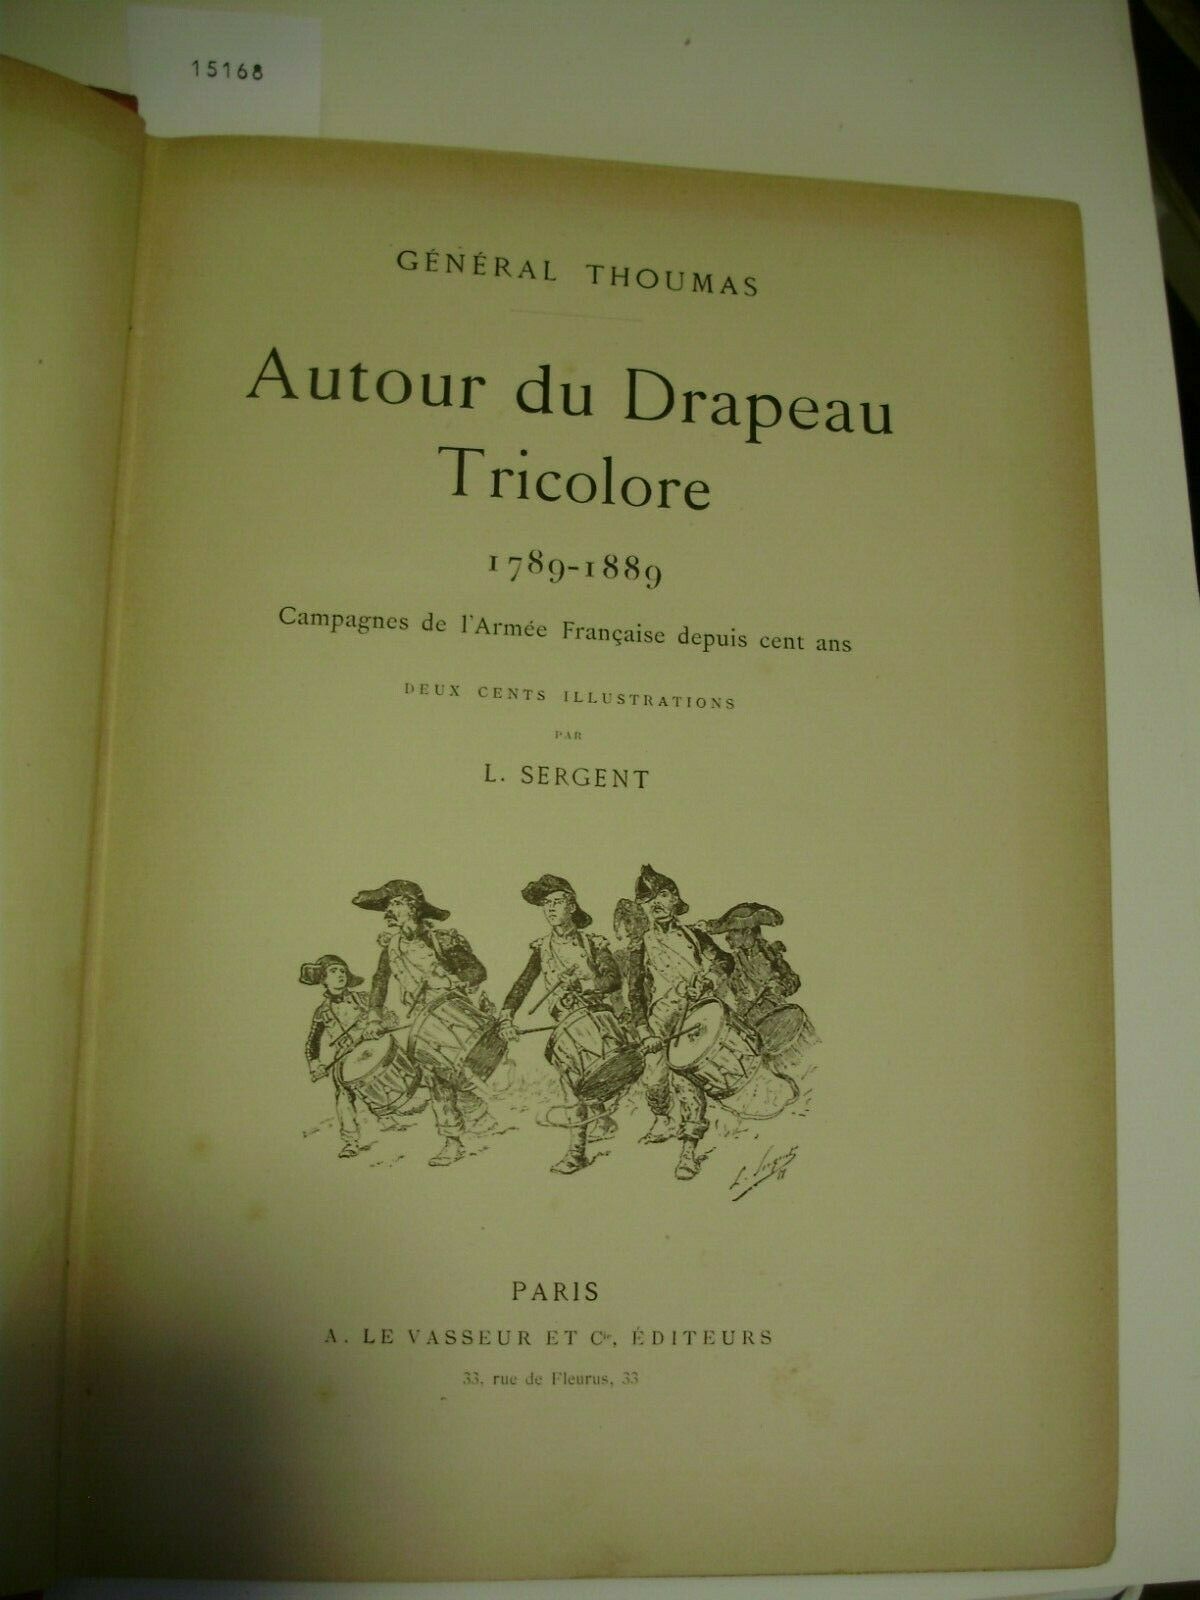 15168
GÉNÉRAL THOUMAS
Autour du Drapeau
Tricolore
1789-1889
Campagnes de l'Armée Française depuis cent ans
DEUX CENTS ILLUSTRATIONS
PAR
L. SERGENT
L. Sergent
PARIS
A. LE VASSEUR ET Cie, ÉDITEURS
33, rue de Fleurus, 33